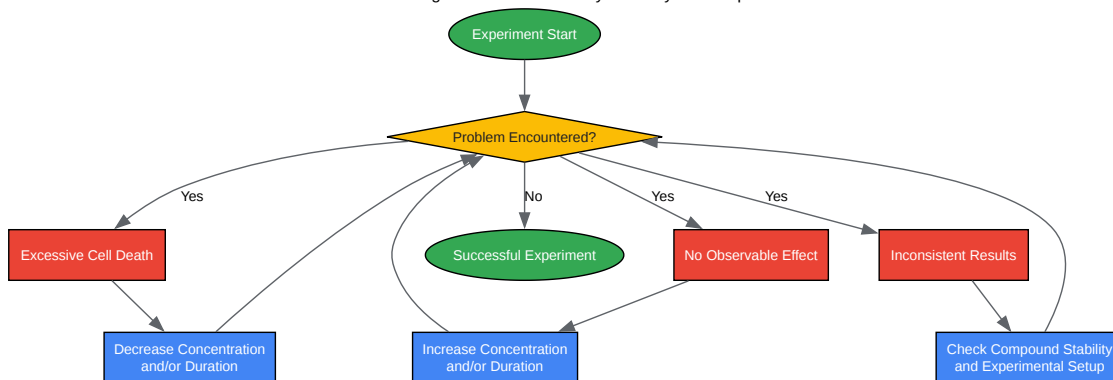 Experiment Start
Problem Encountered?
Yes
No
Yes
Yes
Excessive Cell Death
Successful Experiment
No Observable Effect
Inconsistent Results
Decrease Concentration
and/or Duration
Increase Concentration
and/or Duration
Check Compound Stability
and Experimental Setup